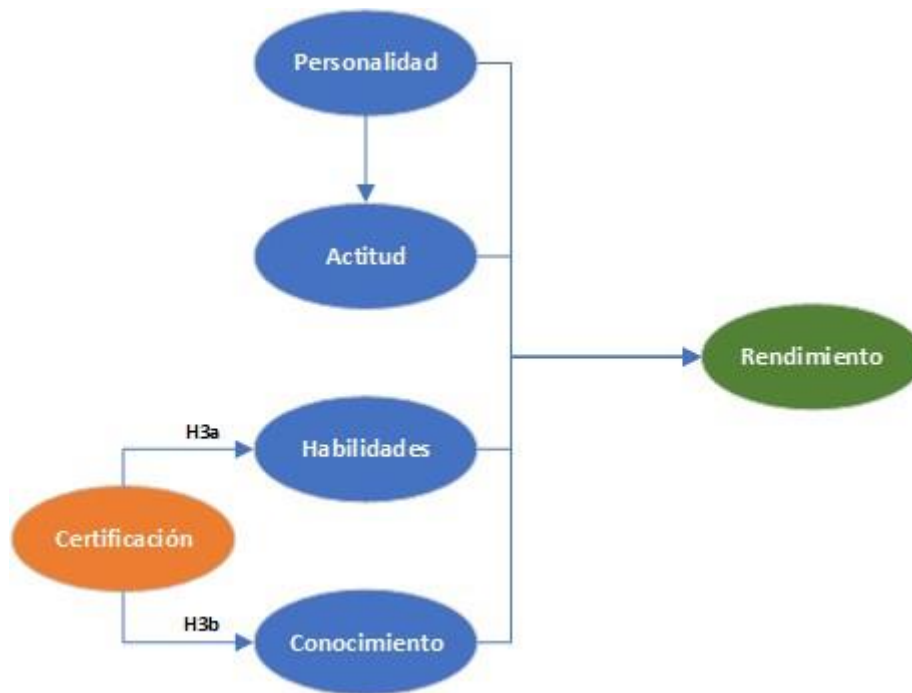 Personalidad
Actitud
Rendimiento
H3a
Habilidades
Certificación
H3b
Conocimiento